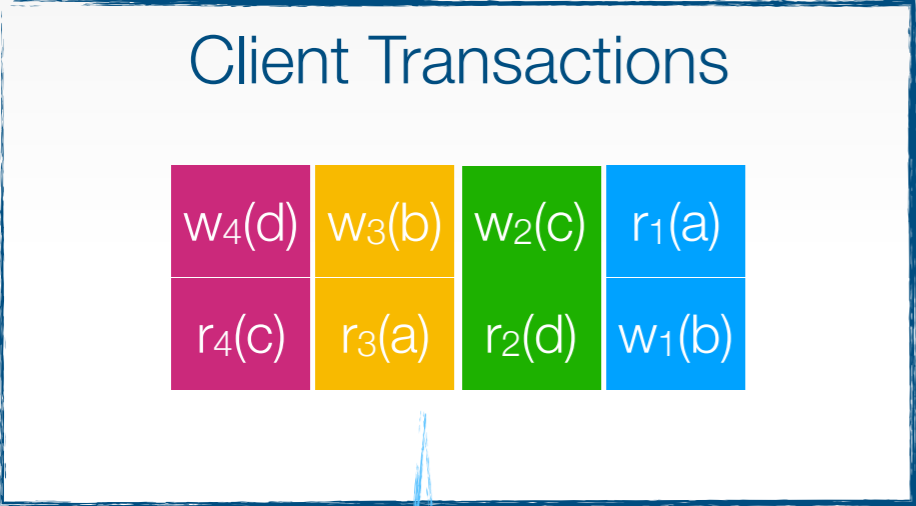 Client Transactions
w4(d) w3(b) w2(c) r1(a)
r4(c) r3(a) r2(d) w1(b)